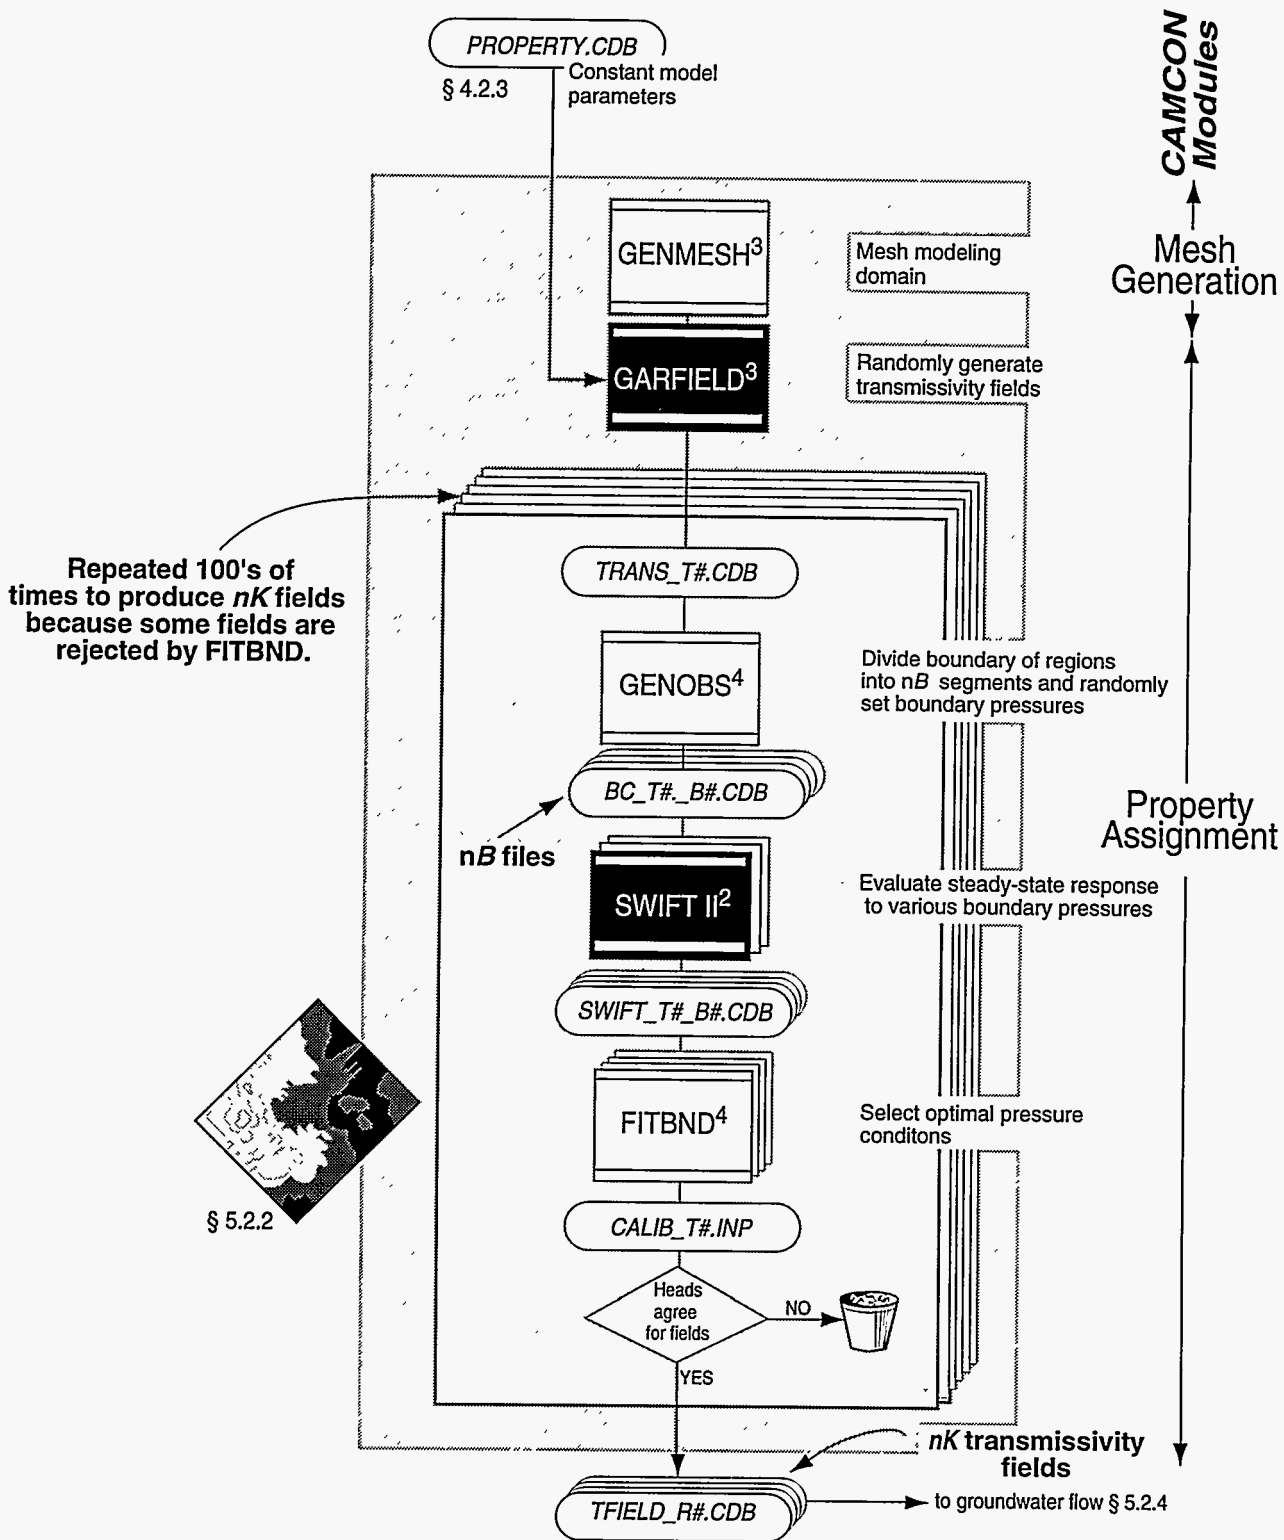 PROPERTY.CDB
§ 4.2.3
Constant model
parameters
CAMCON
Modules
GENMESH3
Mesh modeling
domain
Mesh
Generation
GARFIELD3
Randomly generate
transmissivity fields
Repeated 100's of
times to produce nK fields
because some fields are
rejected by FITBND.
TRANS_T#.CDB
GENOBS4
Divide boundary of regions
into nB segments and randomly
set boundary pressures
BC_T#._B#.CDB
nB files
Property
Assignment
SWIFT II2
Evaluate steady-state response
to various boundary pressures
SWIFT_T#_B#.CDB
FITBND4
Select optimal pressure
conditons
§ 5.2.2
CALIB_T#.INP
Heads
agree
for fields
NO
YES
nK transmissivity
fields
TFIELD_R#.CDB
to groundwater flow § 5.2.4